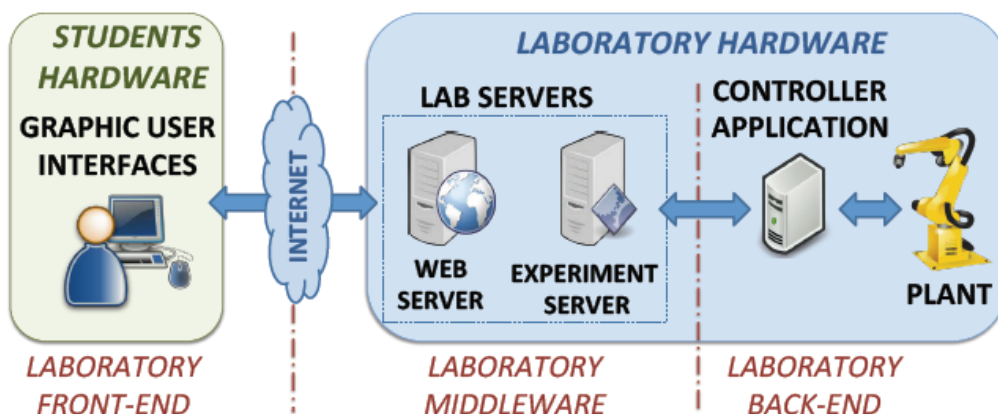 STUDENTS
HARDWARE
GRAPHIC USER
INTERFACES
INTERNET
LABORATORY HARDWARE
LAB SERVERS
WEB
SERVER
EXPERIMENT
SERVER
CONTROLLER
APPLICATION
PLANT
LABORATORY
FRONT-END
LABORATORY
MIDDLEWARE
LABORATORY
BACK-END